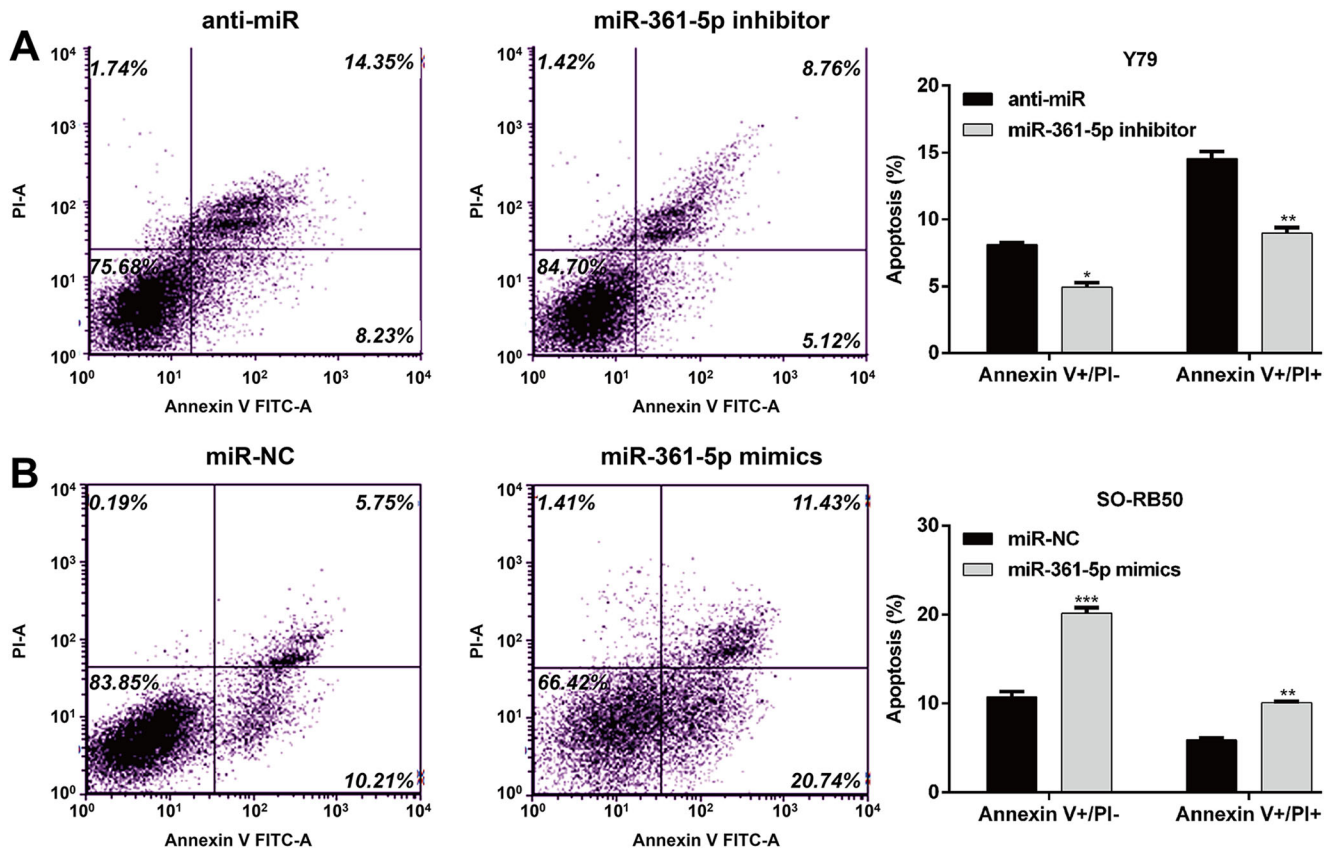 A
anti-miR
10⁴
1.74%
14.35%
10³
PI-A
10²
75.68%
10¹
8.23%
10⁰
10⁰ 10¹ 10² 10³ 10⁴
Annexin V FITC-A
miR-361-5p inhibitor
10⁴
1.42%
8.76%
10³
PI-A
10²
84.70%
10¹
5.12%
10⁰
10⁰ 10¹ 10² 10³ 10⁴
Annexin V FITC-A
Y79
20
anti-miR
miR-361-5p inhibitor
15
Apoptosis (%)
10
5
0
*
**
Annexin V+/PI- Annexin V+/PI+
B
miR-NC
10⁴
0.19%
5.75%
10³
PI-A
10²
83.85%
10¹
10.21%
10⁰
10⁰ 10¹ 10² 10³ 10⁴
Annexin V FITC-A
miR-361-5p mimics
10⁴
1.41%
11.43%
10³
PI-A
10²
66.42%
10¹
20.74%
10⁰
10⁰ 10¹ 10² 10³ 10⁴
Annexin V FITC-A
SO-RB50
30
miR-NC
miR-361-5p mimics
20
Apoptosis (%)
10
0
***
**
Annexin V+/PI- Annexin V+/PI+